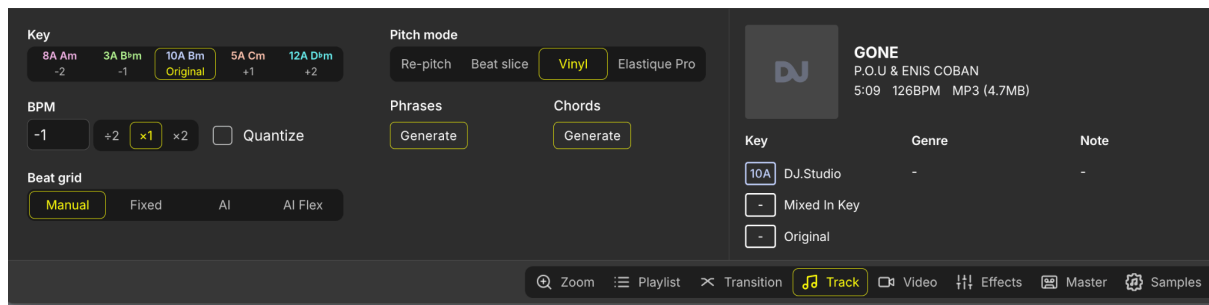 Key
8A Am 3A B♭m 10A Bm 5A Cm 12A D♭m
-2 -1 Original +1 +2
BPM
-1 ÷2 x1 x2 Quantize
Beat grid
Manual Fixed AI AI Flex
Pitch mode
Re-pitch Beat slice Vinyl Elastique Pro
Phrases Chords
Generate Generate
DJ
GONE
P.O.U & ENIS COBAN
5:09 126BPM MP3 (4.7MB)
Key Genre Note
10A DJ.Studio - -
- Mixed In Key
- Original
Zoom Playlist Transition Track Video Effects Master Samples